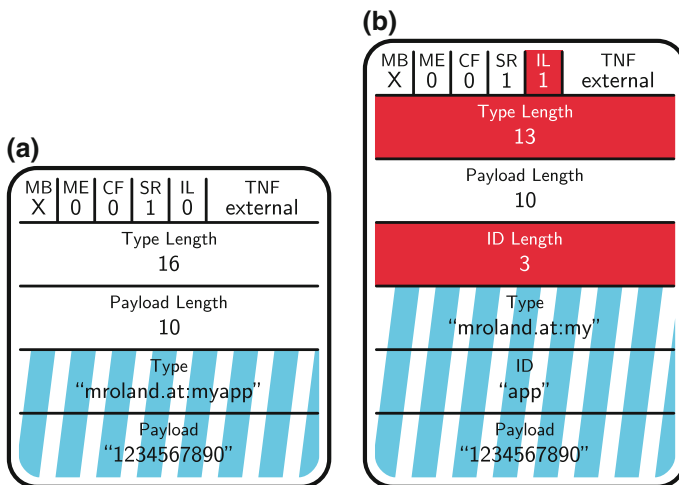 (a)
MB ME CF SR IL TNF
X 0 0 1 0 external
Type Length
16
Payload Length
10
Type
“mroland.at:myapp”
Payload
“1234567890”
(b)
MB ME CF SR IL TNF
X 0 0 1 1 external
Type Length
13
Payload Length
10
ID Length
3
Type
“mroland.at:my”
ID
“app”
Payload
“1234567890”